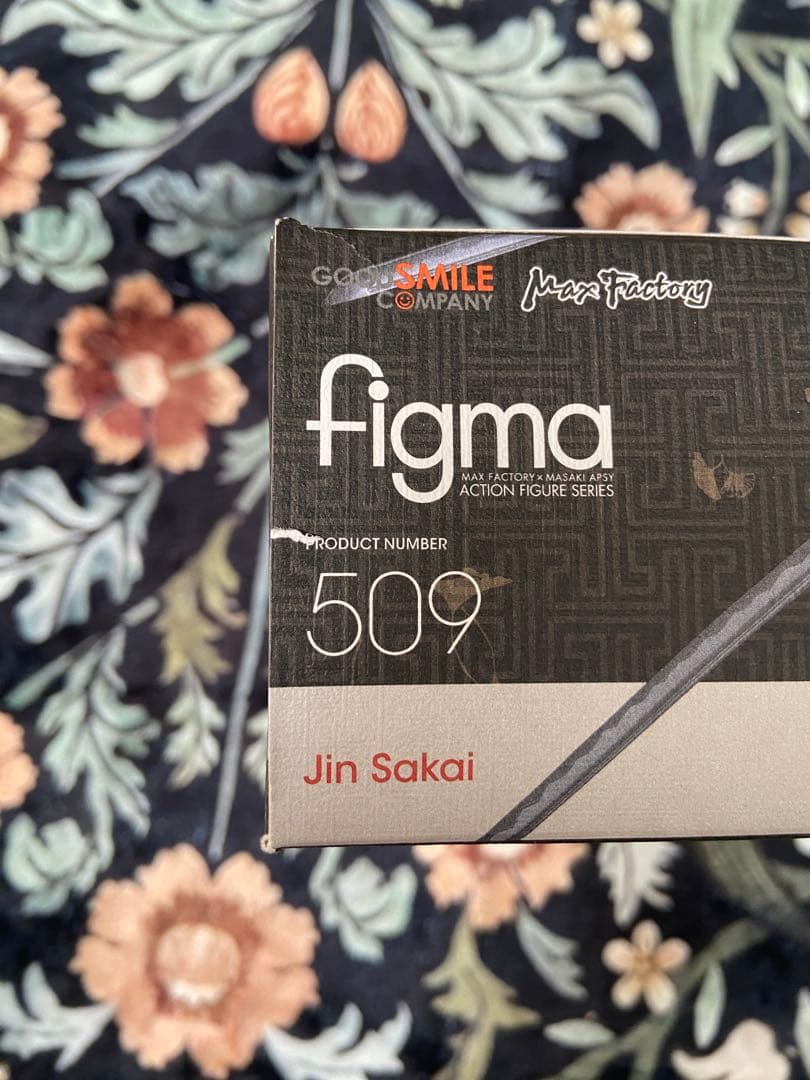 GOOD SMILE COMPANY
Max Factory
figma
MAX FACTORY × MASAKI APSY
ACTION FIGURE SERIES
PRODUCT NUMBER
509
Jin Sakai